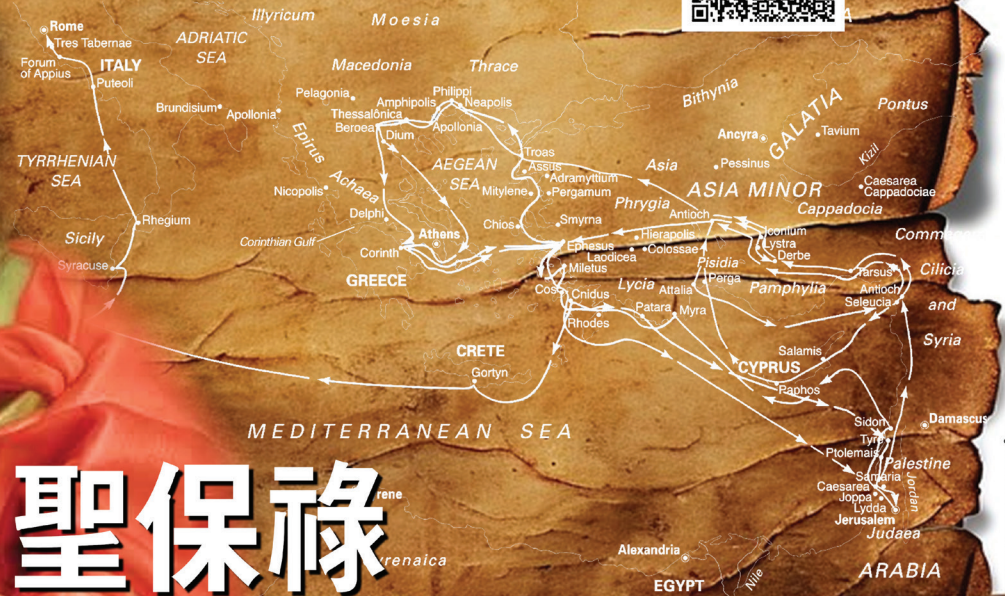 Illyricum
Moesia
Rome
Tres Tabernae
ADRIATIC
SEA
Forum
of Appius
ITALY
Puteoli
Macedonia
Thrace
Pelagonia
Philippi
Bithynia
Brundisium
Apollonia
Amphipolis
Neapolis
Pontus
Thessalônica
Beroea
Apollonia
Dium
Ancyra
GALATIA
Tavium
Epirus
Troas
Kizil
TYRRHENIAN
SEA
AEGEAN
SEA
Assus
Asia
Pessinus
Adramyttium
Achaea
Nicopolis
Mitylene
Pergamum
ASIA MINOR
Caesarea
Cappadociae
Phrygia
Cappadocia
Delphi
Antioch
Rhegium
Chios
Smyrna
Athens
Hierapolis
Iconium
Sicily
Corinthian Gulf
Corinth
Ephesus
Laodicea
Colossae
Lystra
Derbe
Syracuse
Miletus
Pisidia
Tarsus
Cilicia
GREECE
Cos
Cnidus
Lycia
Attalia
Perga
Pamphylia
Antioch
Seleucia
and
Patara
Myra
Rhodes
Syria
CRETE
Salamis
CYPRUS
Gortyn
Paphos
MEDITERRANEAN SEA
Sidon
Damascus
Tyre
Ptolemais
Palestine
Samaria
Caesarea
Joppa
Jordan
Lydda
Jerusalem
Judaea
聖保祿
rene
yrenaica
Alexandria
Nile
ARABIA
EGYPT